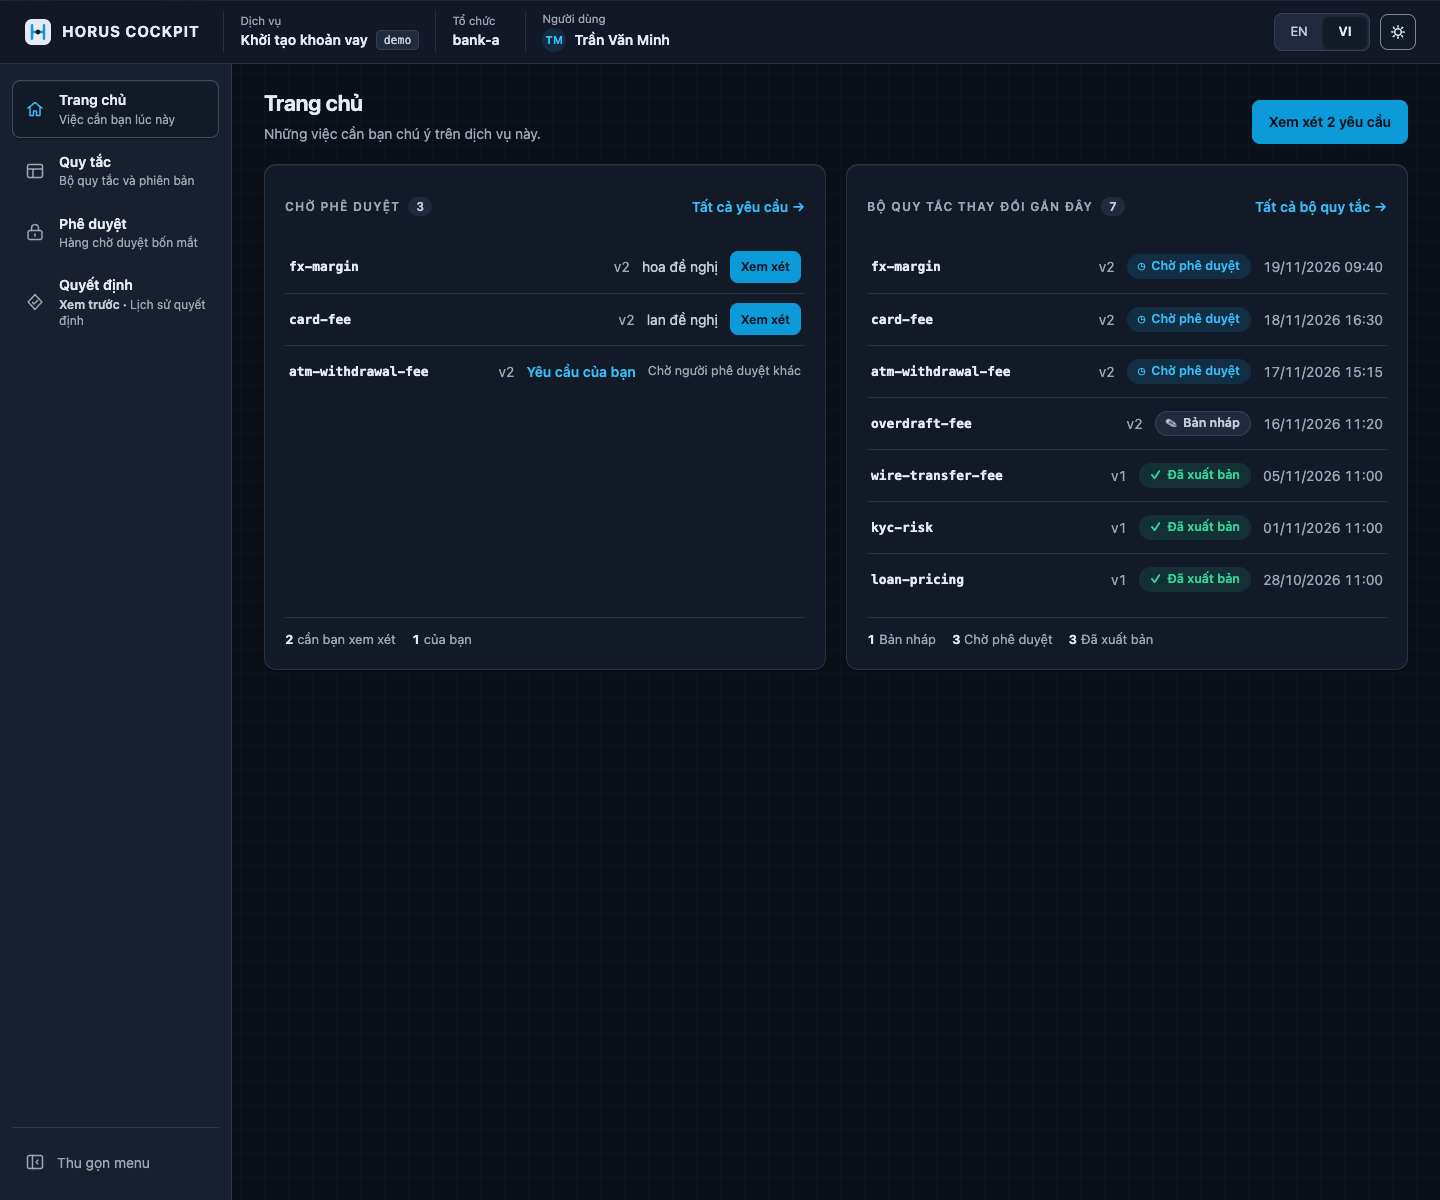 HORUS COCKPIT
Dịch vụ
Khởi tạo khoản vay demo
Tổ chức
bank-a
Người dùng
TM Trần Văn Minh
EN VI
Trang chủ
Việc cần bạn lúc này
Quy tắc
Bộ quy tắc và phiên bản
Phê duyệt
Hàng chờ duyệt bốn mắt
Quyết định
Xem trước · Lịch sử quyết
định
Thu gọn menu
Trang chủ
Những việc cần bạn chú ý trên dịch vụ này.
Xem xét 2 yêu cầu
CHỜ PHÊ DUYỆT 3
Tất cả yêu cầu →
fx-margin v2 hoa đề nghị Xem xét
card-fee v2 lan đề nghị Xem xét
atm-withdrawal-fee v2 Yêu cầu của bạn Chờ người phê duyệt khác
2 cần bạn xem xét 1 của bạn
BỘ QUY TẮC THAY ĐỔI GẦN ĐÂY 7
Tất cả bộ quy tắc →
fx-margin v2 Chờ phê duyệt 19/11/2026 09:40
card-fee v2 Chờ phê duyệt 18/11/2026 16:30
atm-withdrawal-fee v2 Chờ phê duyệt 17/11/2026 15:15
overdraft-fee v2 ✎ Bản nháp 16/11/2026 11:20
wire-transfer-fee v1 ✓ Đã xuất bản 05/11/2026 11:00
kyc-risk v1 ✓ Đã xuất bản 01/11/2026 11:00
loan-pricing v1 ✓ Đã xuất bản 28/10/2026 11:00
1 Bản nháp 3 Chờ phê duyệt 3 Đã xuất bản